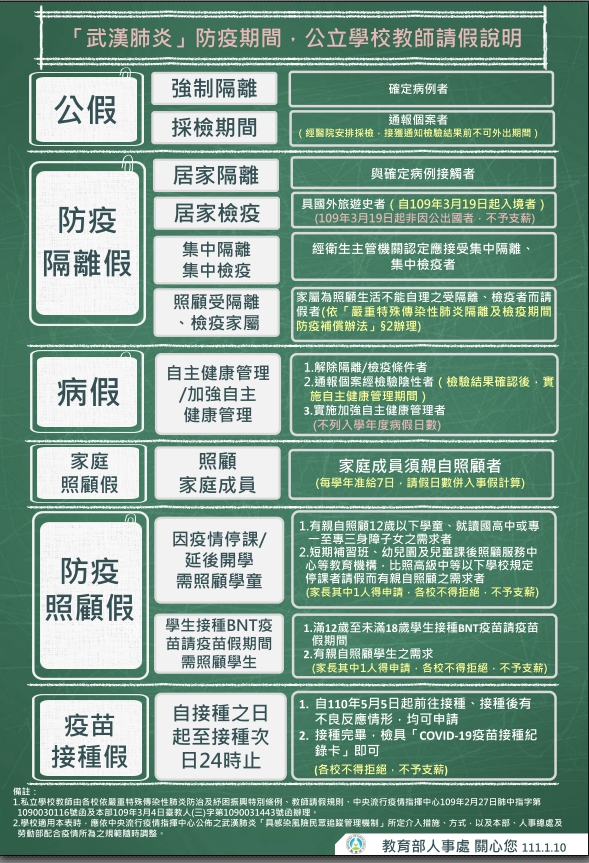 「武漢肺炎」防疫期間，公立學校教師請假說明
公假
強制隔離
確定病例者
採檢期間
通報個案者
（經醫院安排採檢，接獲通知檢驗結果前不可外出期間）
防疫
隔離假
居家隔離
與確定病例接觸者
居家檢疫
具國外旅遊史者（自109年3月19日起入境者）
(109年3月19日起非因公出國者，不予支薪)
集中隔離
集中檢疫
經衛生主管機關認定應接受集中隔離、
集中檢疫者
照顧受隔離
、檢疫家屬
家屬為照顧生活不能自理之受隔離、檢疫者而請
假者(依「嚴重特殊傳染性肺炎隔離及檢疫期間
防疫補償辦法」§2辦理)
病假
自主健康管理
/加強自主
健康管理
1.解除隔離/檢疫條件者
2.通報個案經檢驗陰性者（檢驗結果確認後，實
施自主健康管理期間）
3.實施加強自主健康管理者
(不列入學年度病假日數)
家庭
照顧假
照顧
家庭成員
家庭成員須親自照顧者
(每學年准給7日，請假日數併入事假計算)
防疫
照顧假
因疫情停課/
延後開學
需照顧學童
1.有親自照顧12歲以下學童、就讀國高中或專
一至專三身障子女之需求者
2.短期補習班、幼兒園及兒童課後照顧服務中
心等教育機構，比照高級中等以下學校規定
停課者請假而有親自照顧之需求者
(家長其中1人得申請，各校不得拒絕，不予支薪)
學生接種BNT疫
苗請疫苗假期間
需照顧學生
1.滿12歲至未滿18歲學生接種BNT疫苗請疫苗
假期間
2.有親自照顧學生之需求
(家長其中1人得申請，各校不得拒絕，不予支薪)
疫苗
接種假
自接種之日
起至接種次
日24時止
1. 自110年5月5日起前往接種、接種後有
不良反應情形，均可申請
2. 接種完畢，檢具「COVID-19疫苗接種紀
錄卡」即可
(各校不得拒絕，不予支薪)
備註：
1.私立學校教師由各校依嚴重特殊傳染性肺炎防治及紓困振興特別條例、教師請假規則、中央流行疫情指揮中心109年2月27日肺中指字第
1090030116號函及本部109年3月4日臺教人(三)字第1090031443號函辦理。
2.學校適用本表時，應依中央流行疫情指揮中心公佈之武漢肺炎「具感染風險民眾追蹤管理機制」所定介入措施、方式，以及本部、人事總處及
勞動部配合疫情所為之規範隨時調整。
教育部人事處 關心您 111.1.10